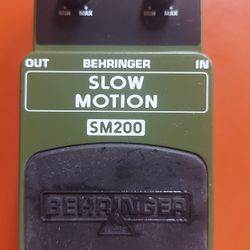 MIN MAX MIN MAX
OUT BEHRINGER IN
SLOW
MOTION
SM200
BEHRINGER